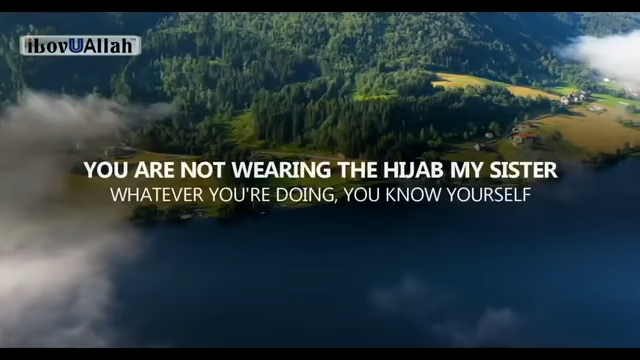 iLovUAllah
YOU ARE NOT WEARING THE HIJAB MY SISTER
WHATEVER YOU'RE DOING, YOU KNOW YOURSELF